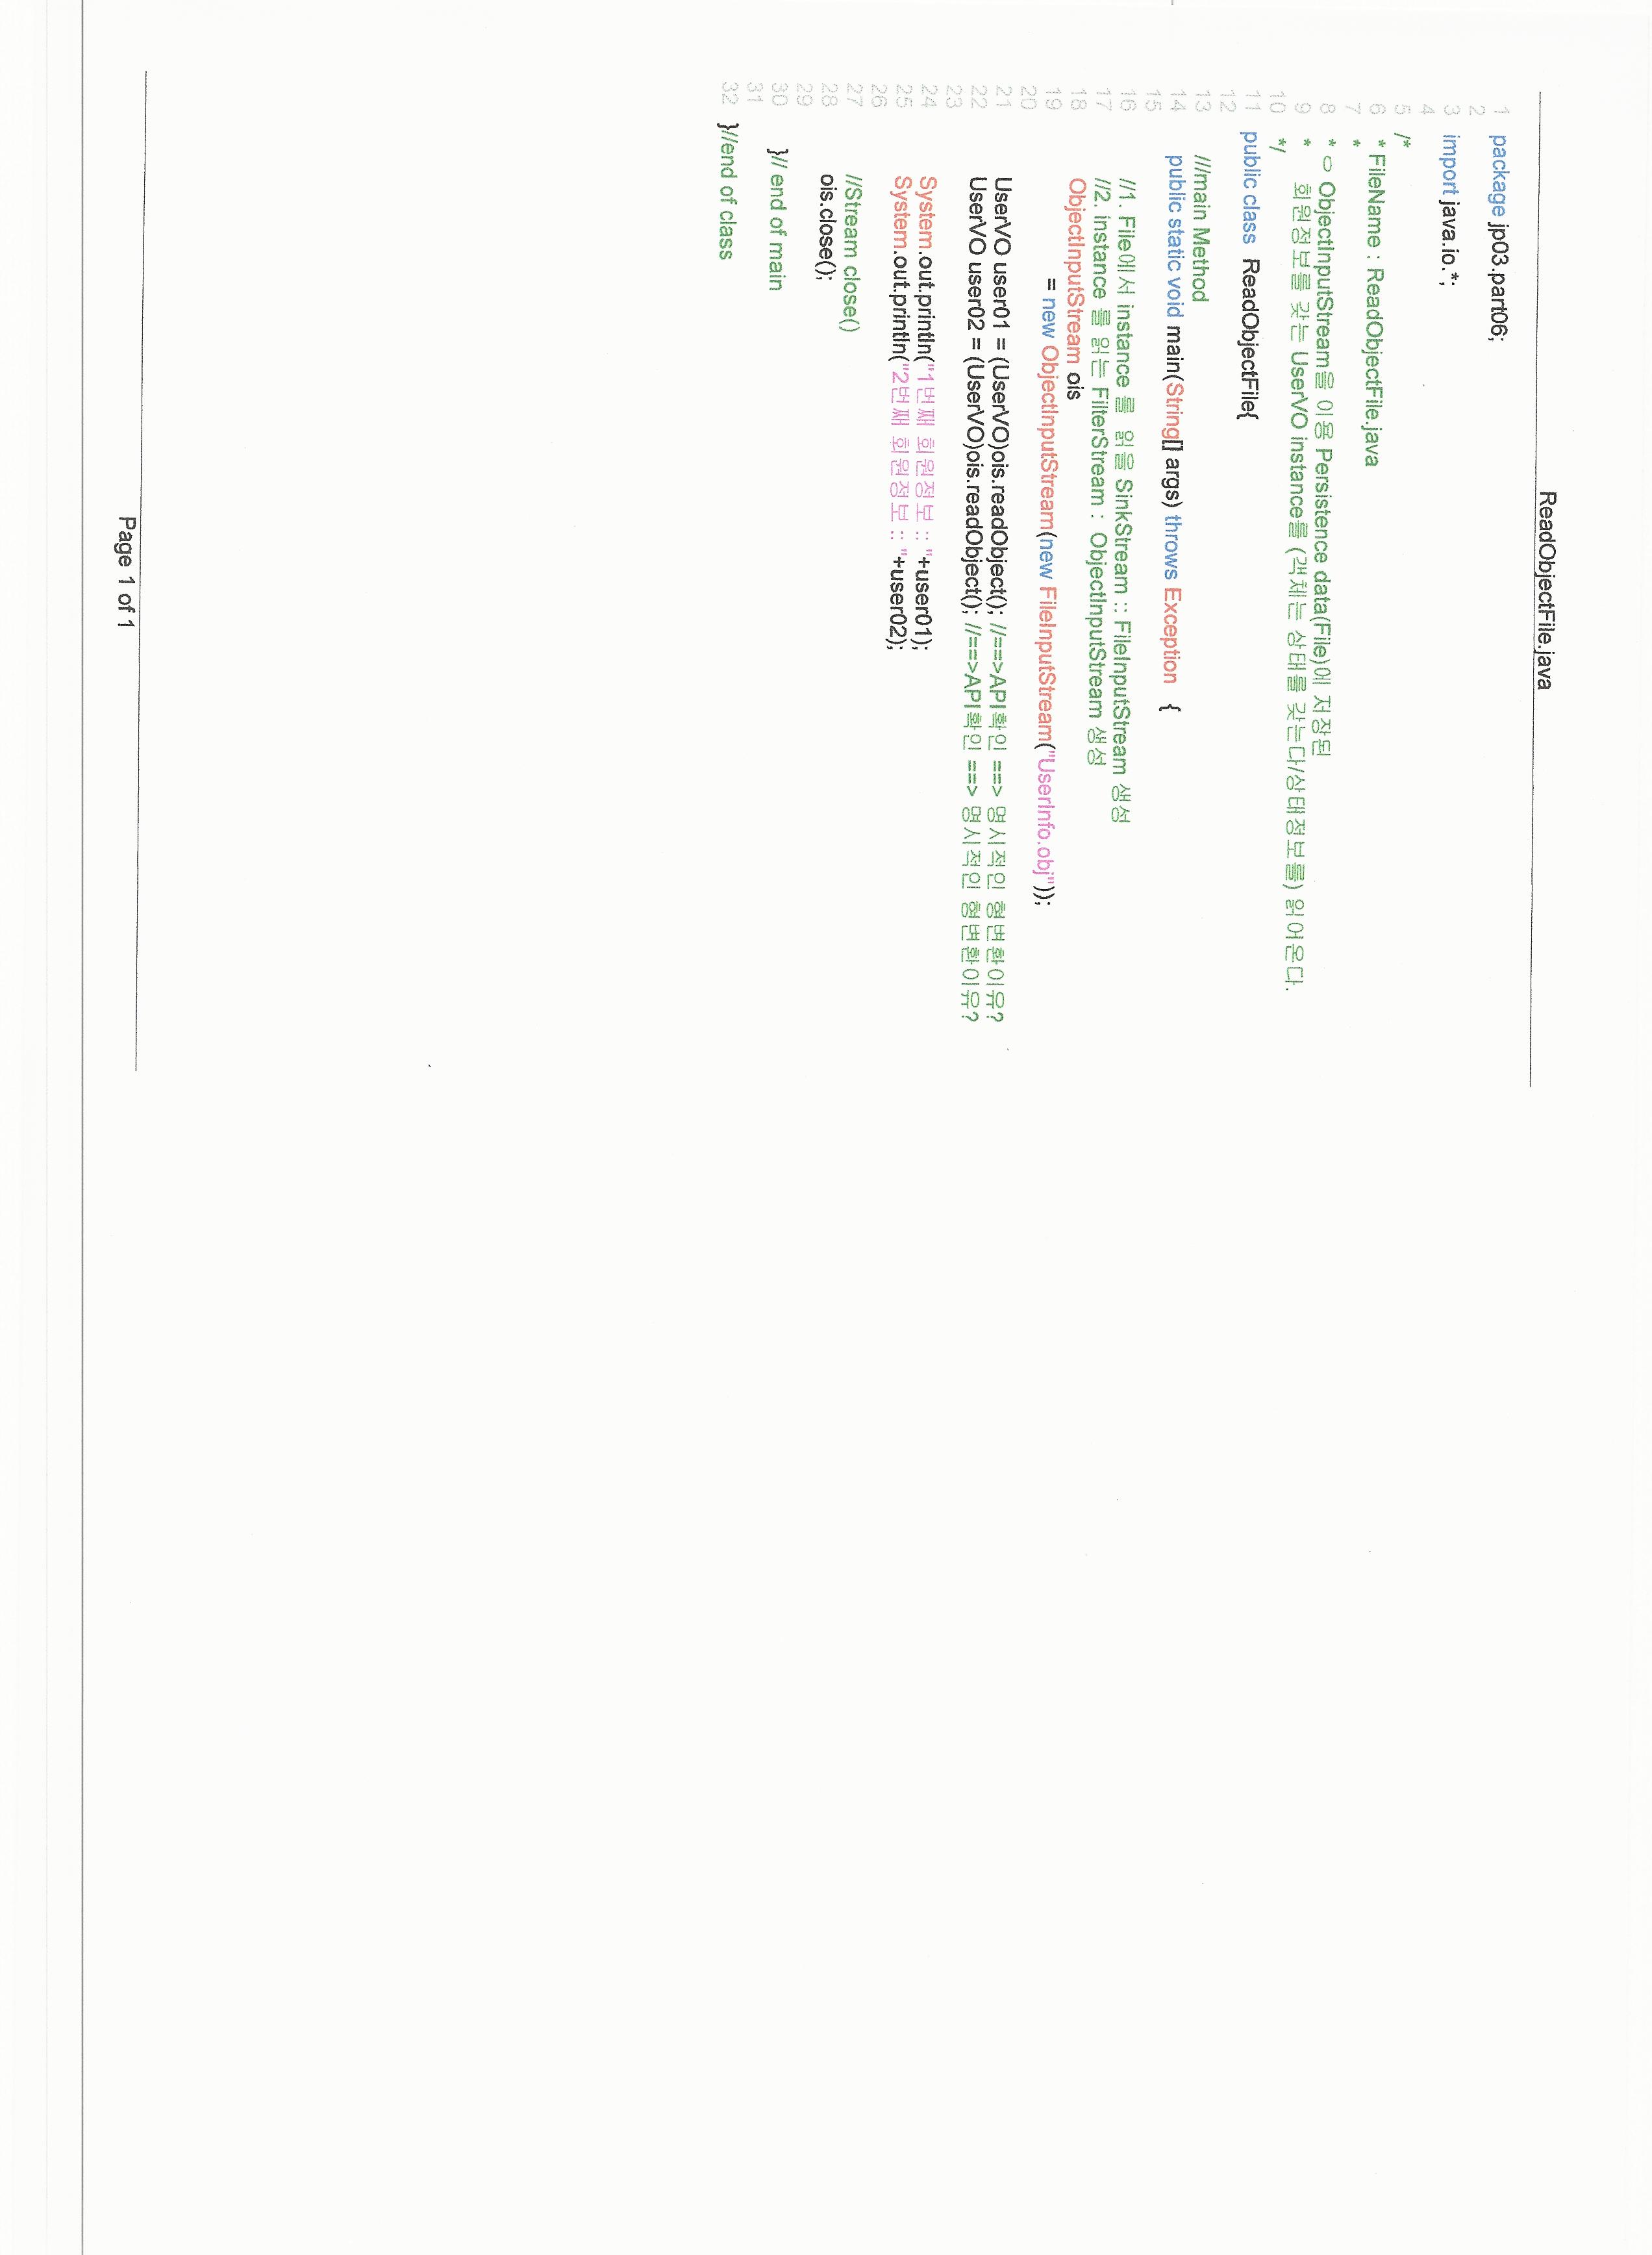 ReadObjectFile.java
1 package jp03.part06;
2
3 import java.io.*;
4
5 /*
6 * FileName : ReadObjectFile.java
7 *
8 * ㅇ ObjectInputStream을 이용 Persistence data(File)에 저장된
9 * 회원정보를 갖는 UserVO instance를 (객체는 상태를 갖는다/상태정보를) 읽어온다.
10 */
11 public class ReadObjectFile{
12
13 ///main Method
14 public static void main(String[] args) throws Exception {
15
16 //1. File에서 instance 를 읽을 SinkStream :: FileInputStream 생성
17 //2. instance 를 읽는 FilterStream : ObjectInputStream 생성
18 ObjectInputStream ois
19 = new ObjectInputStream(new FileInputStream("UserInfo.obj"));
20
21 UserVO user01 = (UserVO)ois.readObject(); //==>API확인 ==> 명시적인 형변환이유?
22 UserVO user02 = (UserVO)ois.readObject(); //==>API확인 ==> 명시적인 형변환이유?
23
24 System.out.println("1번째 회원정보 :: "+user01);
25 System.out.println("2번째 회원정보 :: "+user02);
26
27 //Stream close()
28 ois.close();
29
30 }// end of main
31
32 }//end of class
Page 1 of 1